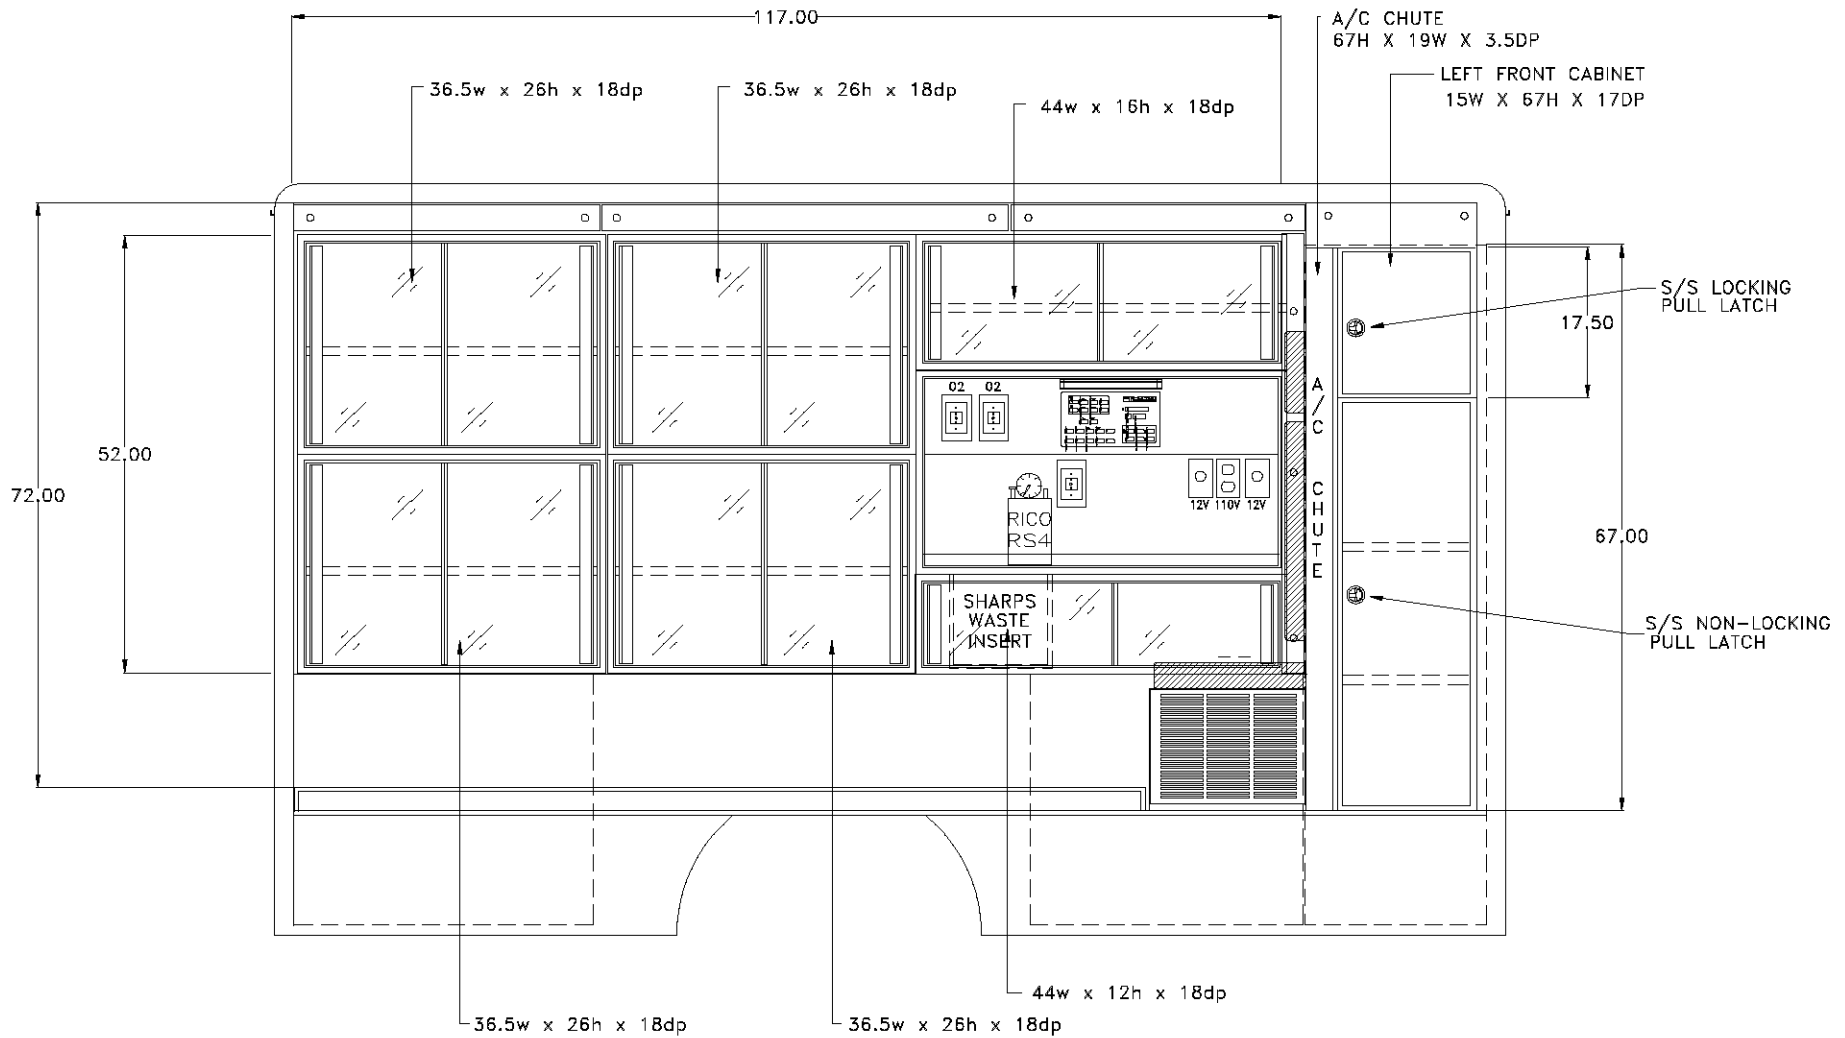 117.00
A/C CHUTE
67H X 19W X 3.5DP
LEFT FRONT CABINET
15W X 67H X 17DP
36.5w x 26h x 18dp
36.5w x 26h x 18dp
44w x 16h x 18dp
S/S LOCKING
PULL LATCH
17.50
O2 O2
A/C CHUTE
52.00
72.00
12V 110V 12V
RICO
RS4
67.00
SHARPS
WASTE
INSERT
S/S NON-LOCKING
PULL LATCH
44w x 12h x 18dp
36.5w x 26h x 18dp
36.5w x 26h x 18dp